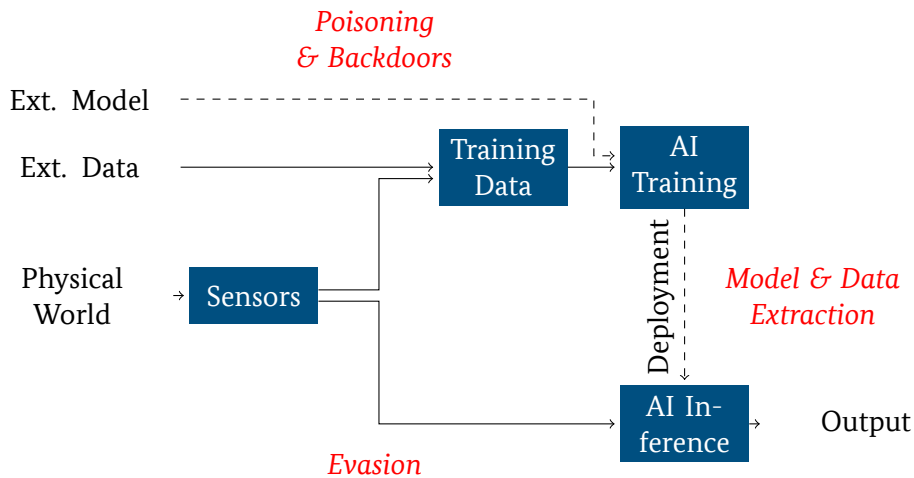 Poisoning
& Backdoors
Ext. Model
Ext. Data
Training
Data
AI
Training
Physical
World
Sensors
Deployment
Model & Data
Extraction
AI In-
ference
Output
Evasion